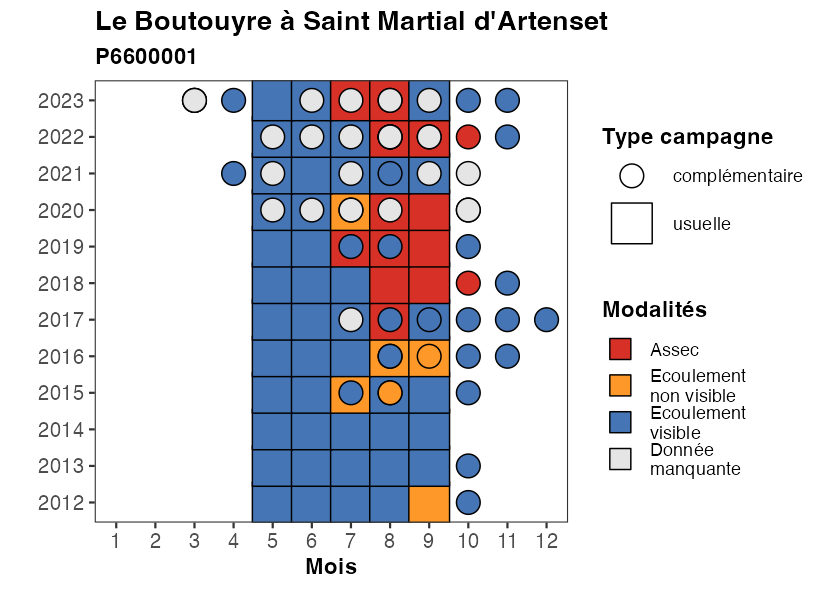 Le Boutouyre à Saint Martial d'Artenset
P6600001
2023
2022
2021
2020
2019
2018
2017
2016
2015
2014
2013
2012
1 2 3 4 5 6 7 8 9 10 11 12
Mois
Type campagne
complémentaire
usuelle
Modalités
Assec
Ecoulement
non visible
Ecoulement
visible
Donnée
manquante